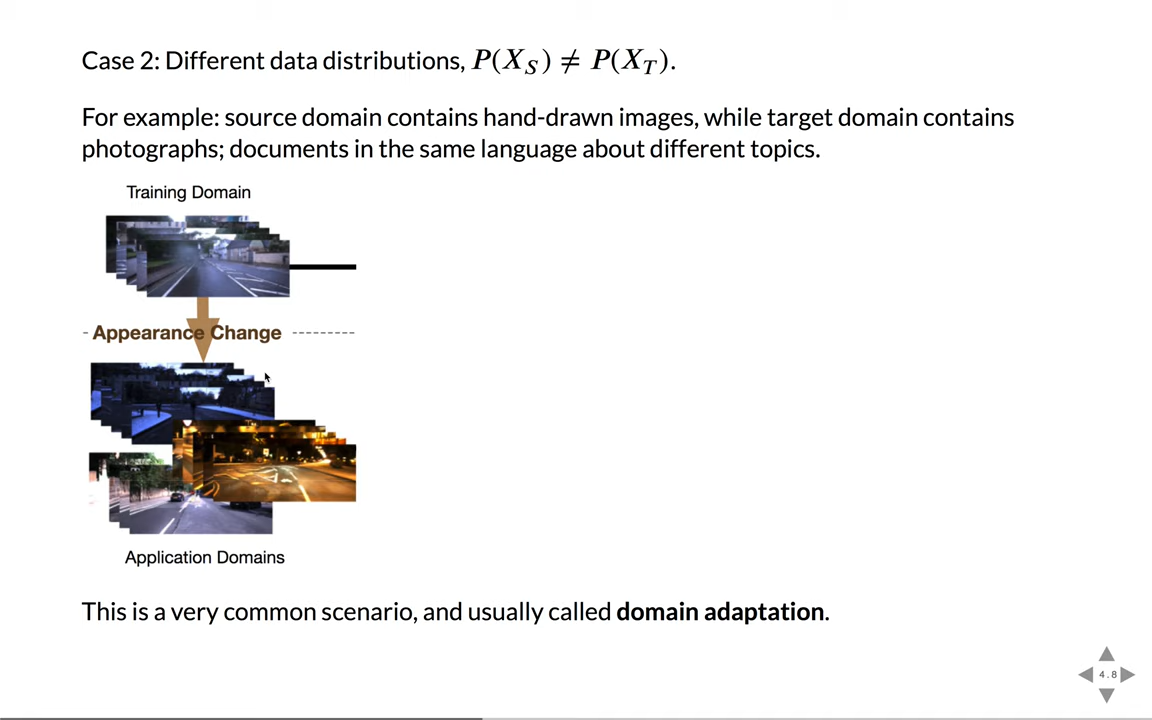 Case 2: Different data distributions, P(X_S) ≠ P(X_T).
For example: source domain contains hand-drawn images, while target domain contains
photographs; documents in the same language about different topics.
Training Domain
Appearance Change
Application Domains
This is a very common scenario, and usually called domain adaptation.
4.8